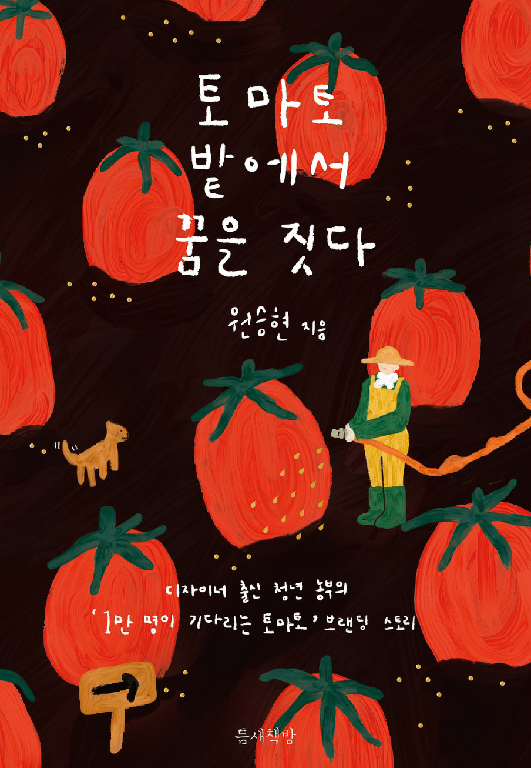 토마토
밭에서
꿈을 짓다
원승현 지음
디자이너 출신 청년 농부의
‘1만 명이 기다리는 토마토’ 브랜딩 스토리
틈새책방